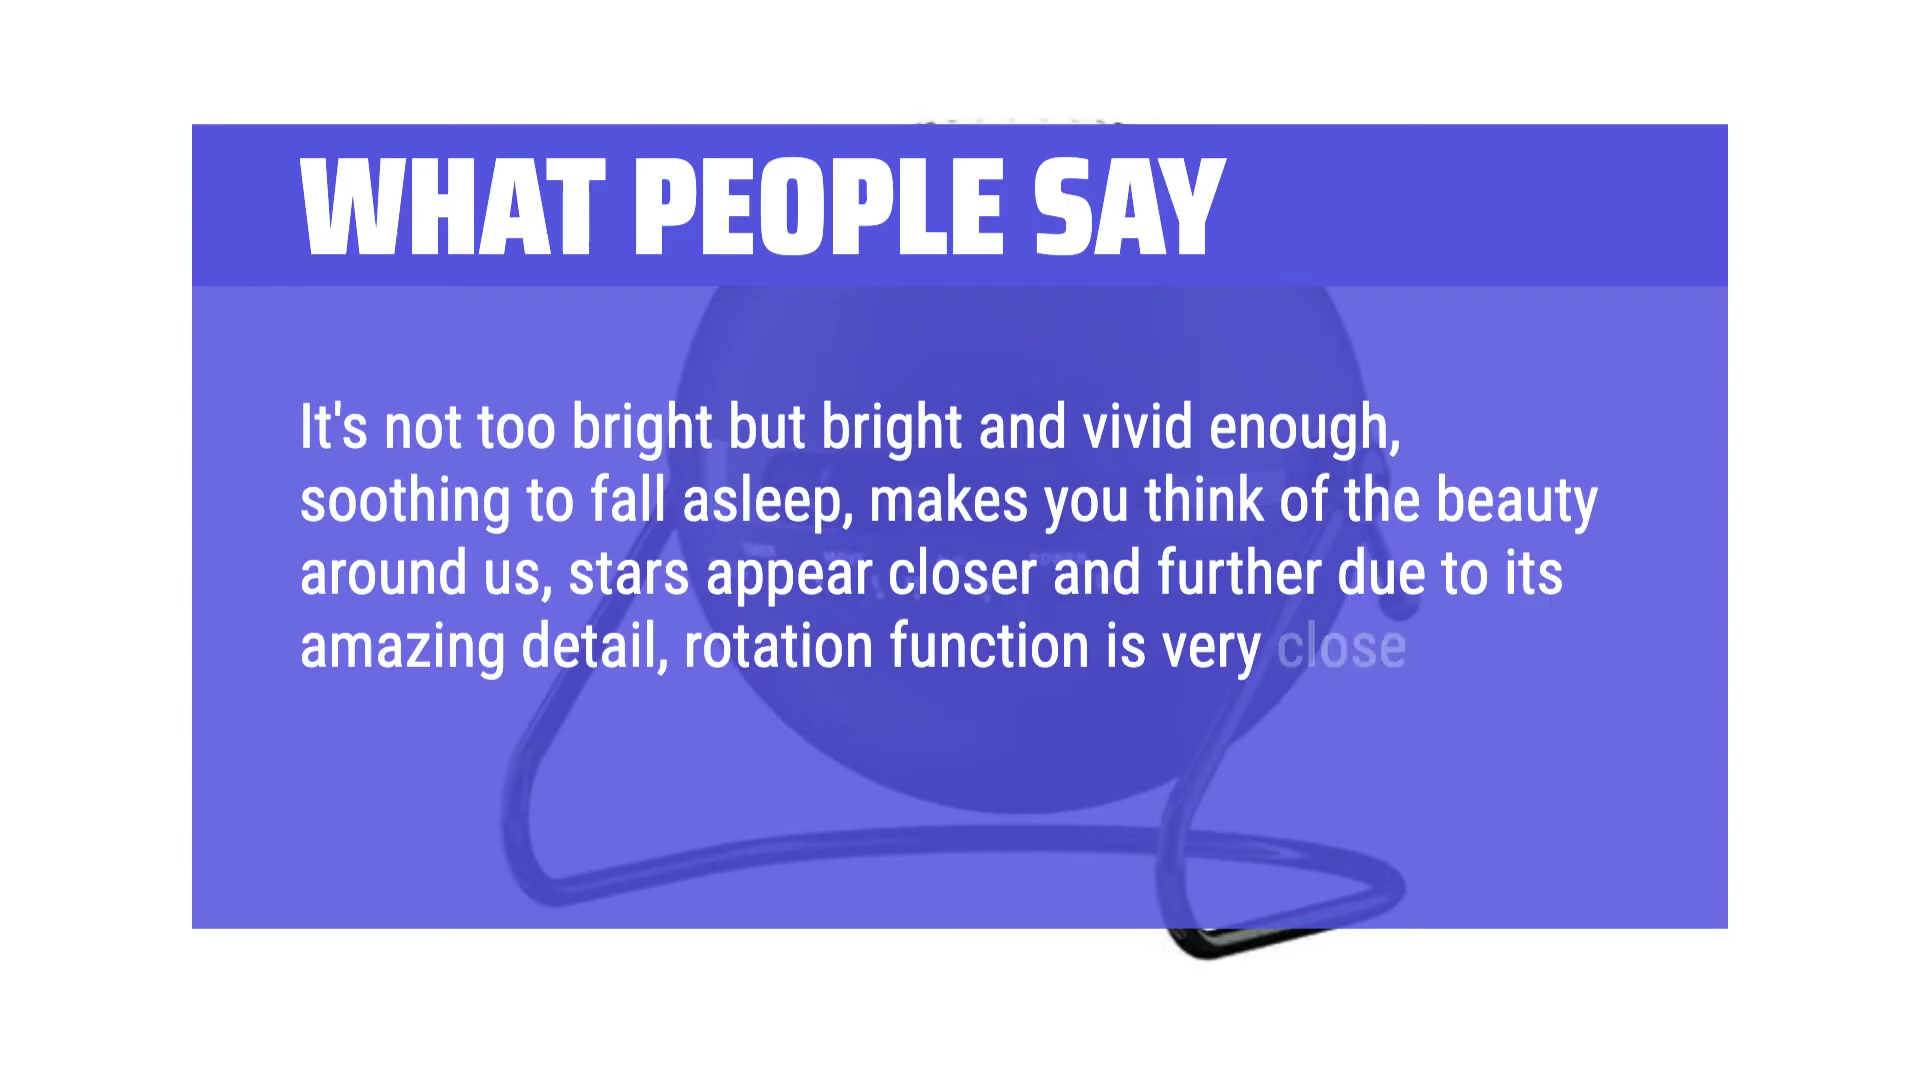 WHAT PEOPLE SAY
It's not too bright but bright and vivid enough,
soothing to fall asleep, makes you think of the beauty
around us, stars appear closer and further due to its
amazing detail, rotation function is very close